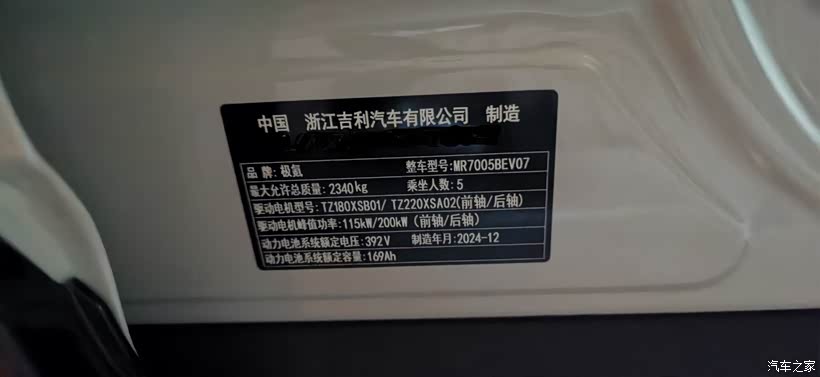 中国 浙江吉利汽车有限公司 制造
品 牌:极氪 整车型号:MR7005BEV07
最大允许总质量:2340kg 乘坐人数:5
驱动电机型号:TZ180XSB01/ TZ220XSA02(前轴/后轴)
驱动电机峰值功率:115kW/200kW (前轴/后轴)
动力电池系统额定电压:392V 制造年月:2024-12
动力电池系统额定容量:169Ah
汽车之家